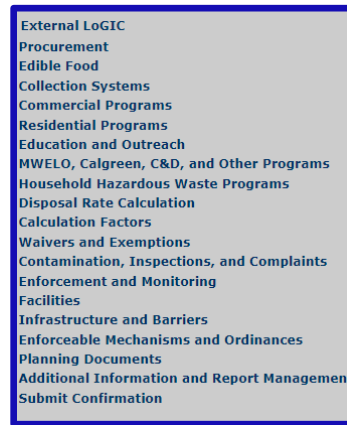 External LoGIC
Procurement
Edible Food
Collection Systems
Commercial Programs
Residential Programs
Education and Outreach
MWELO, Calgreen, C&D, and Other Programs
Household Hazardous Waste Programs
Disposal Rate Calculation
Calculation Factors
Waivers and Exemptions
Contamination, Inspections, and Complaints
Enforcement and Monitoring
Facilities
Infrastructure and Barriers
Enforceable Mechanisms and Ordinances
Planning Documents
Additional Information and Report Managemen
Submit Confirmation